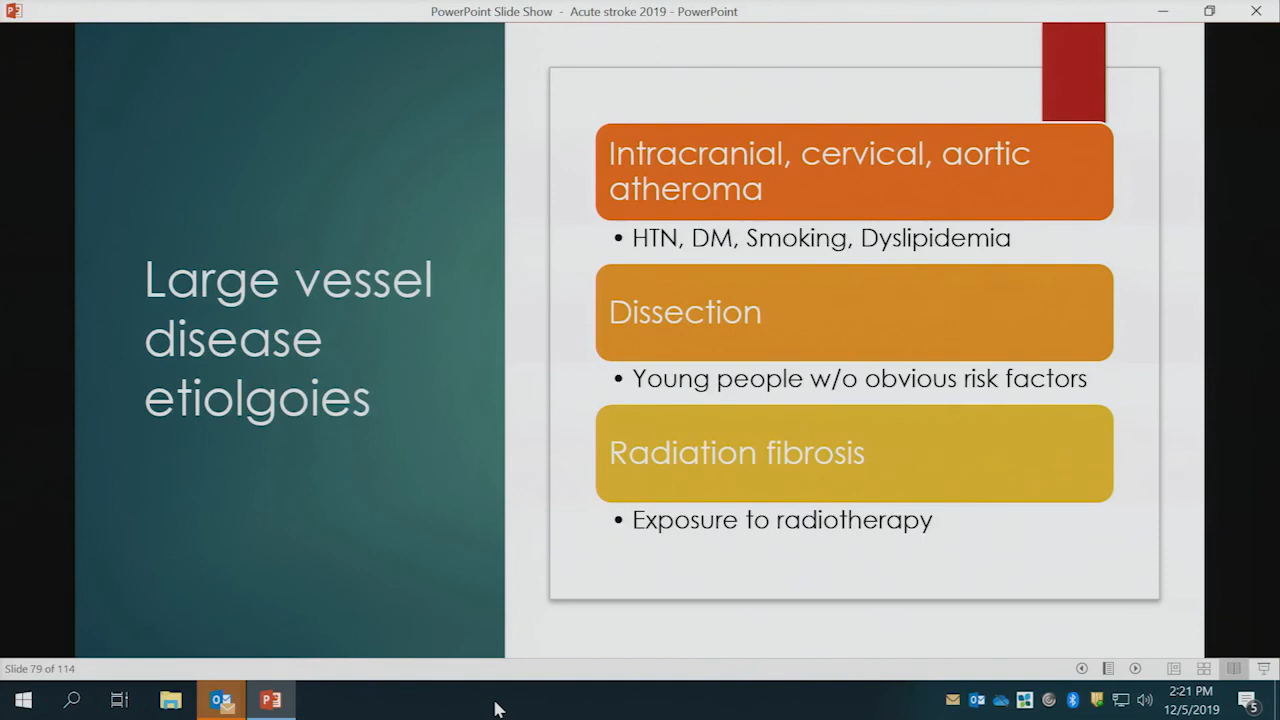 PowerPoint Slide Show - Acute stroke 2019 - PowerPoint
Large vessel
disease
etiolgoies
Intracranial, cervical, aortic
atheroma
• HTN, DM, Smoking, Dyslipidemia
Dissection
• Young people w/o obvious risk factors
Radiation fibrosis
• Exposure to radiotherapy
Slide 79 of 114
2:21 PM
12/5/2019
5